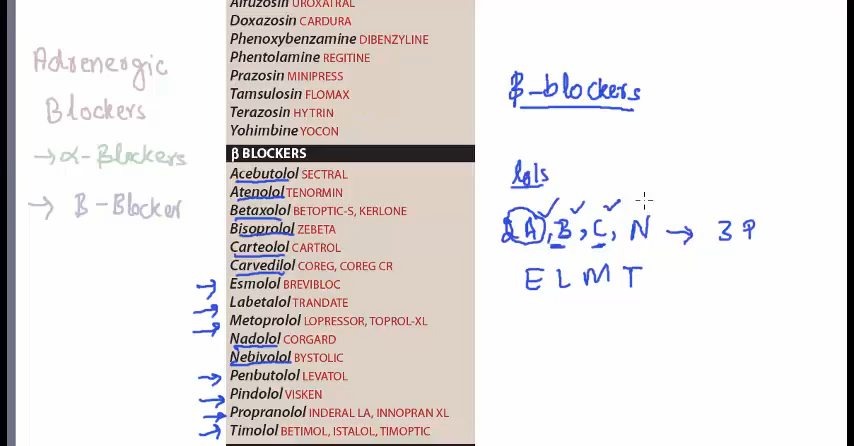 Adrenergic
Blockers
→ α-Blockers
→ B-Blocker
Alfuzosin UROXATRAL
Doxazosin CARDURA
Phenoxybenzamine DIBENZYLINE
Phentolamine REGITINE
Prazosin MINIPRESS
Tamsulosin FLOMAX
Terazosin HYTRIN
Yohimbine YOCON
β BLOCKERS
Acebutolol SECTRAL
Atenolol TENORMIN
Betaxolol BETOPTIC-S, KERLONE
Bisoprolol ZEBETA
Carteolol CARTROL
Carvedilol COREG, COREG CR
Esmolol BREVIBLOC
Labetalol TRANDATE
Metoprolol LOPRESSOR, TOPROL-XL
Nadolol CORGARD
Nebivolol BYSTOLIC
Penbutolol LEVATOL
Pindolol VISKEN
Propranolol INDERAL LA, INNOPRAN XL
Timolol BETIMOL, ISTALOL, TIMOPTIC
β-blockers
lols
2A, B, C, N → 3P
E L M T